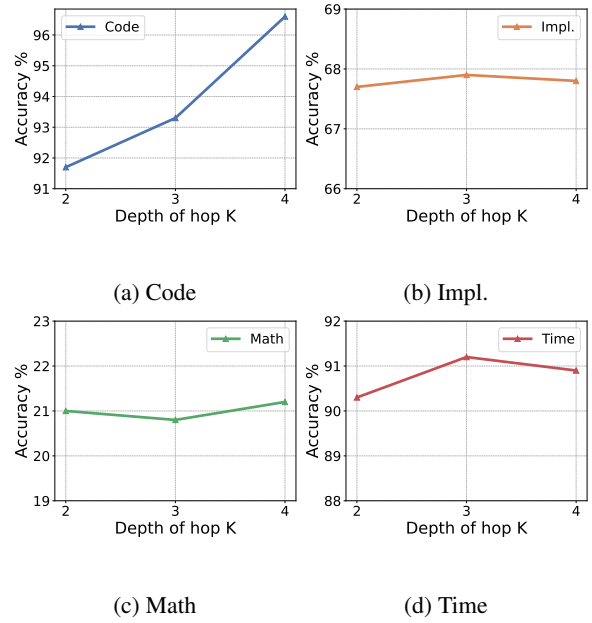 Accuracy %
96
95
94
93
92
91
Code
2
3
4
Depth of hop K
(a) Code
Accuracy %
69
68
67
66
Impl.
2
3
4
Depth of hop K
(b) Impl.
Accuracy %
23
22
21
20
19
Math
2
3
4
Depth of hop K
(c) Math
Accuracy %
92
91
90
89
88
Time
2
3
4
Depth of hop K
(d) Time